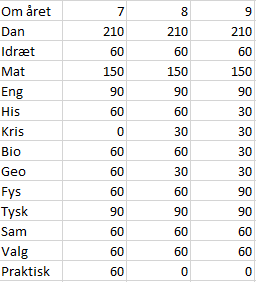 Om året 7 8 9
Dan 210 210 210
Idræt 60 60 60
Mat 150 150 150
Eng 90 90 90
His 60 60 30
Kris 0 30 30
Bio 60 60 30
Geo 60 30 30
Fys 60 60 90
Tysk 90 90 90
Sam 60 60 60
Valg 60 60 60
Praktisk 60 0 0